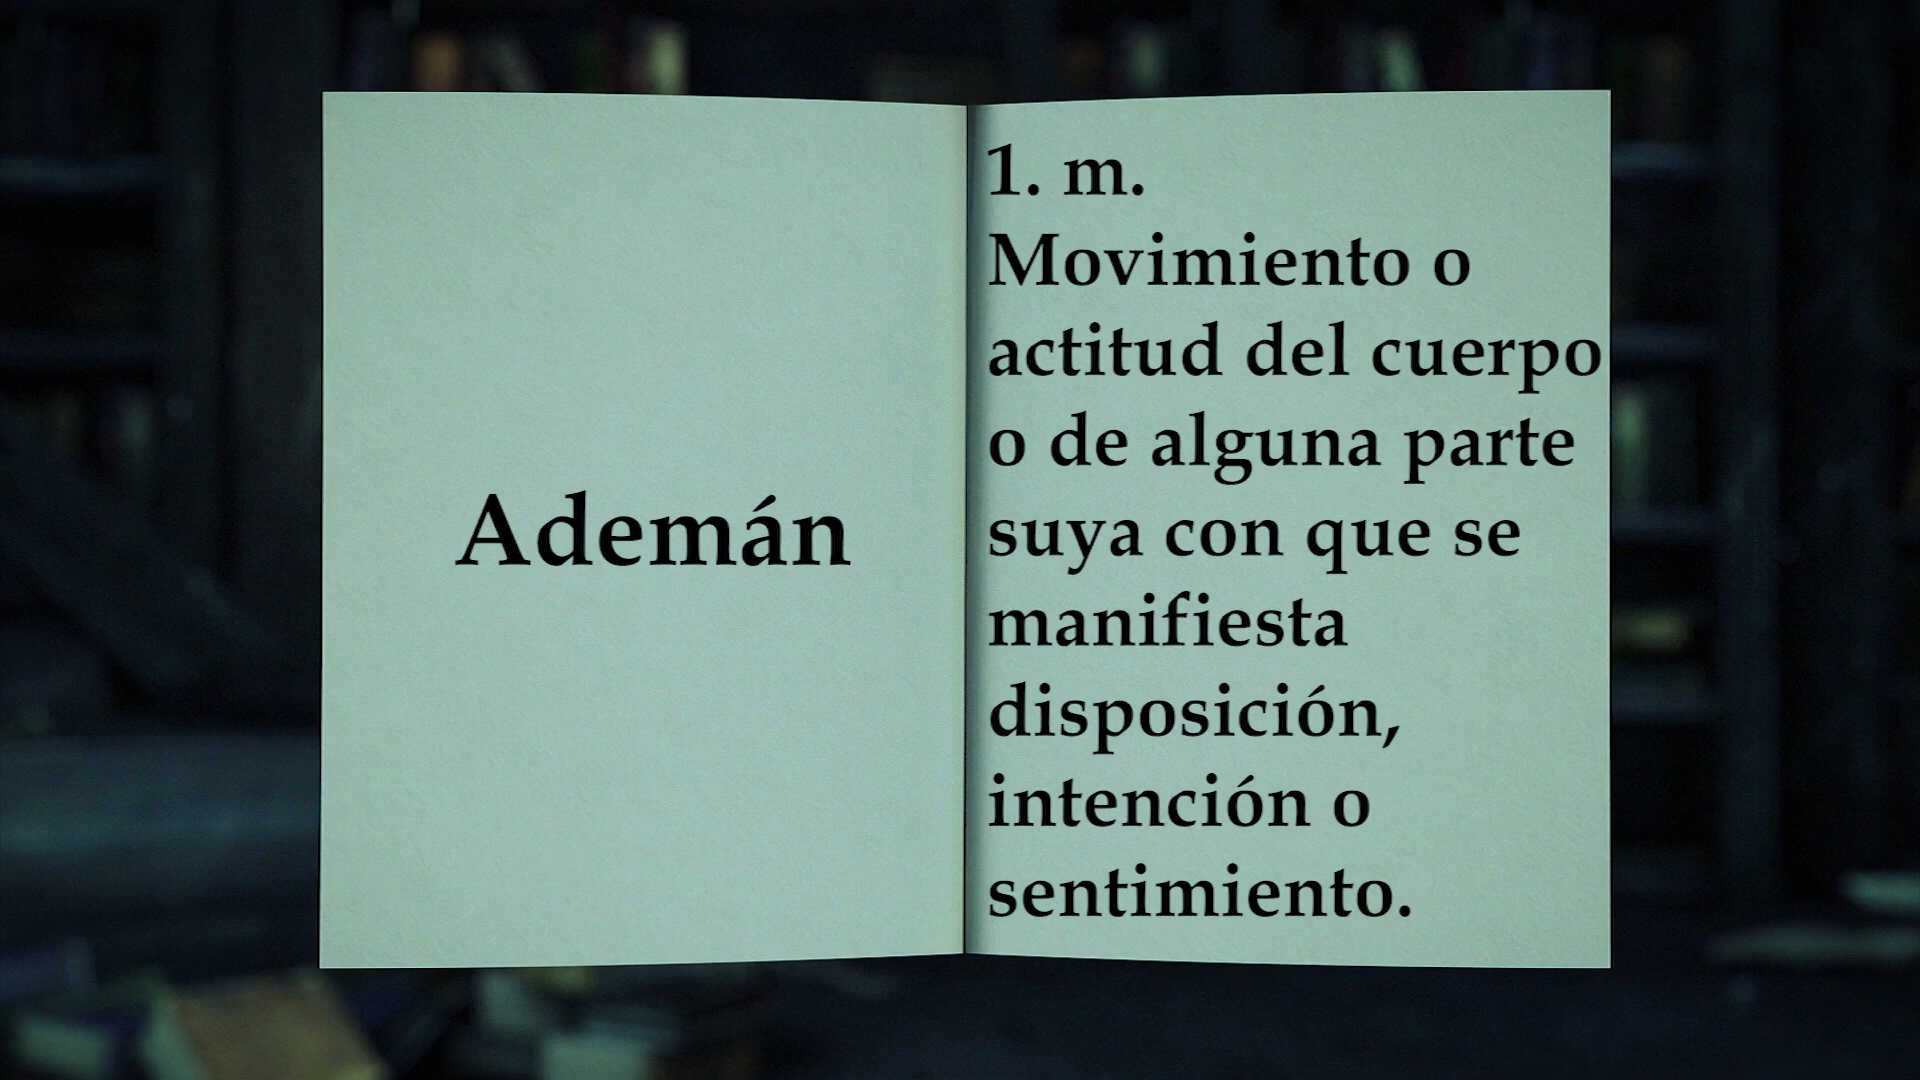 Ademán
1. m.
Movimiento o
actitud del cuerpo
o de alguna parte
suya con que se
manifiesta
disposición,
intención o
sentimiento.